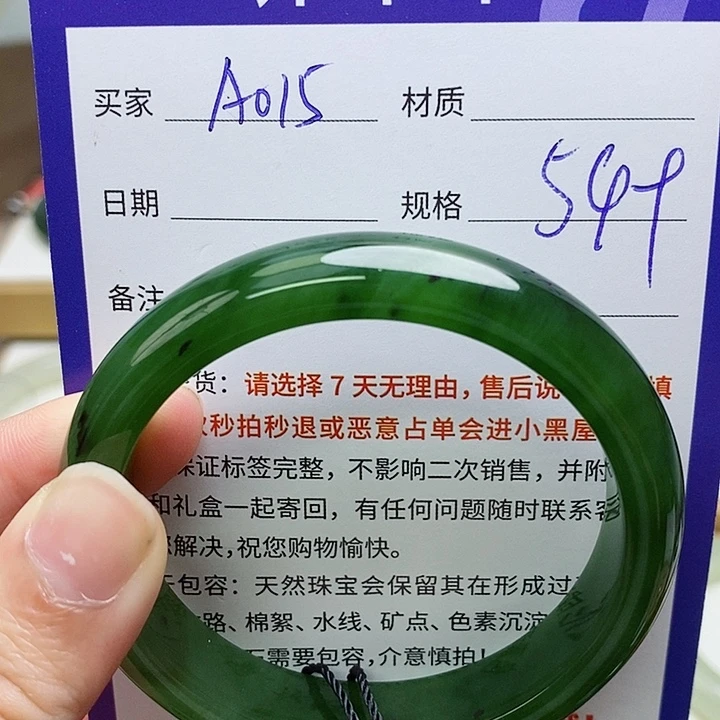 买家 A015 材质
日期 规格 544
备注
货：请选择 7 天无理由，售后说 慎
秒拍秒退或恶意占单会进小黑屋
保证标签完整，不影响二次销售，并附
和礼盒一起寄回，有任何问题随时联系客
解决，祝您购物愉快。
包容：天然珠宝会保留其在形成过
路、棉絮、水线、矿点、色素沉淀
需要包容，介意慎拍！